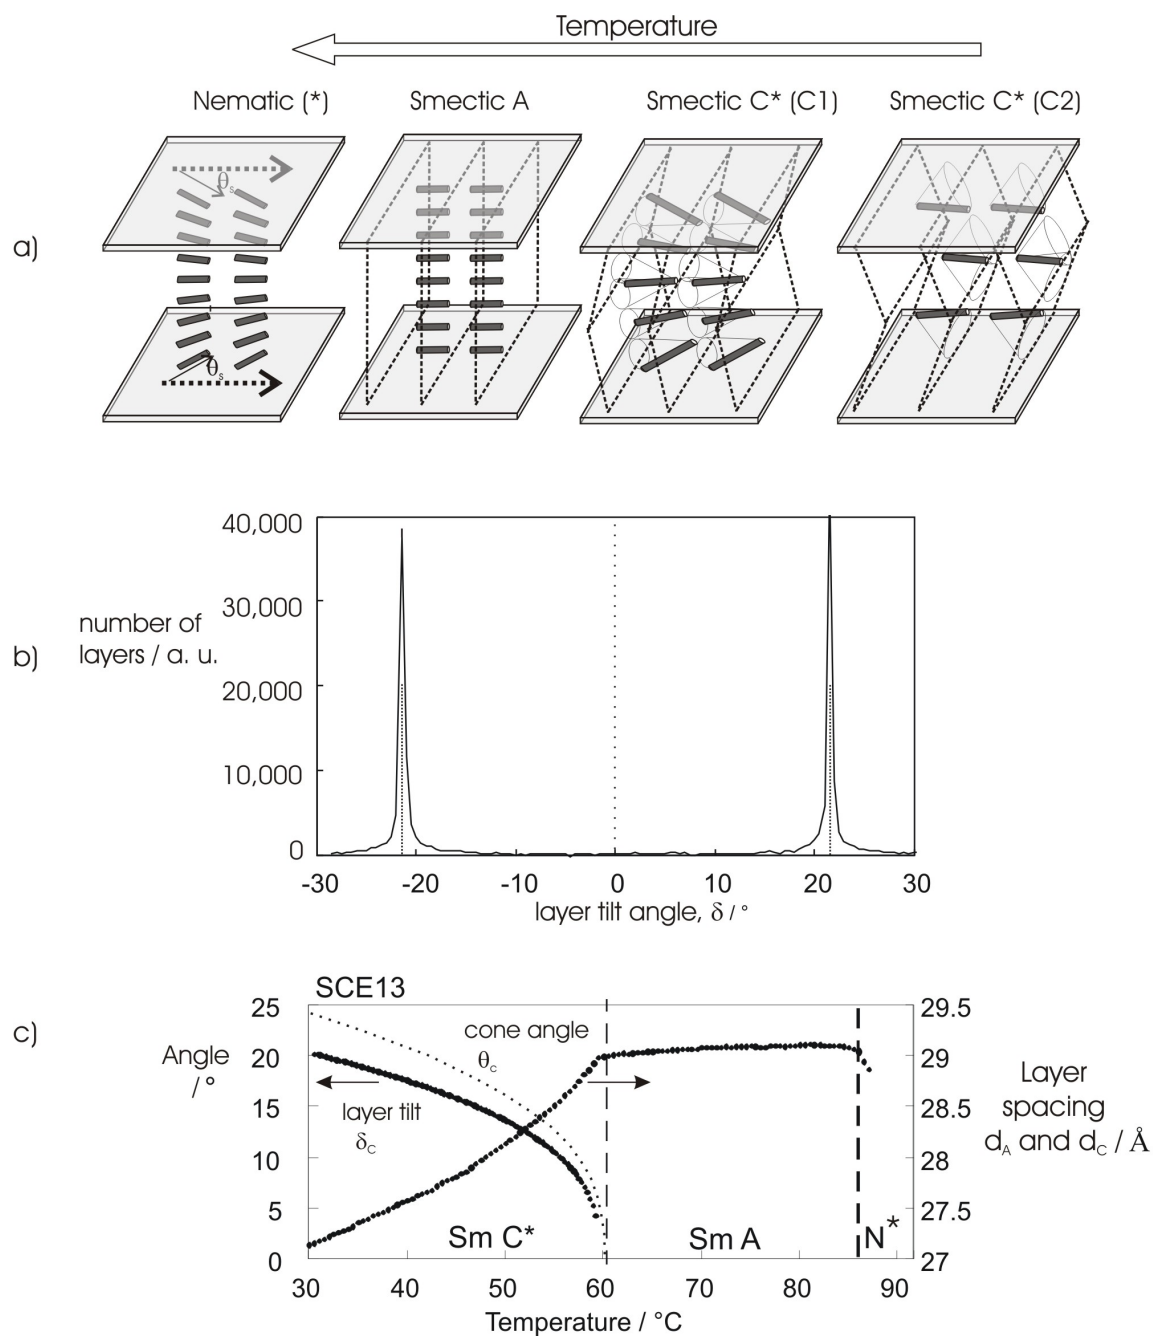 Temperature
Nematic (*)
Smectic A
Smectic C* (C1)
Smectic C* (C2)
a)
θs
θs
b)
number of
layers / a. u.
40,000
30,000
20,000
10,000
0
-30
-20
-10
0
10
20
30
layer tilt angle, δ / °
c)
SCE13
Angle
/ °
25
20
15
10
5
0
cone angle
θc
layer tilt
δC
Sm C*
Sm A
N*
29.5
29
28.5
28
27.5
27
Layer
spacing
dA and dC / Å
30
40
50
60
70
80
90
Temperature / °C